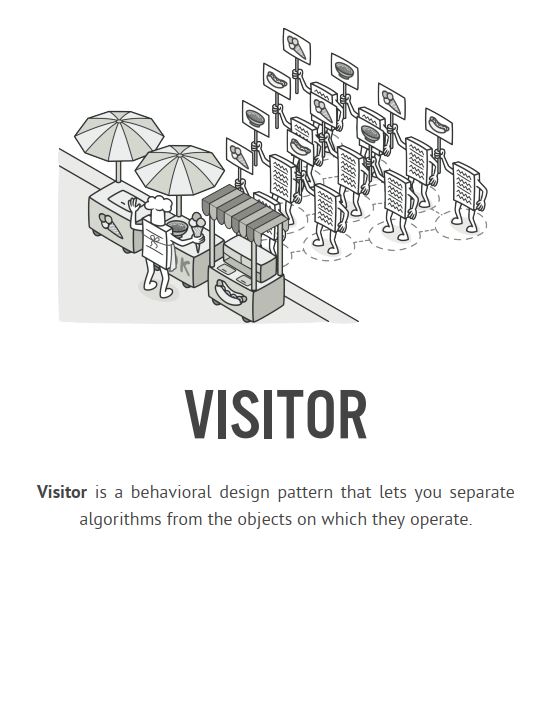 VISITOR
Visitor is a behavioral design pattern that lets you separate
algorithms from the objects on which they operate.